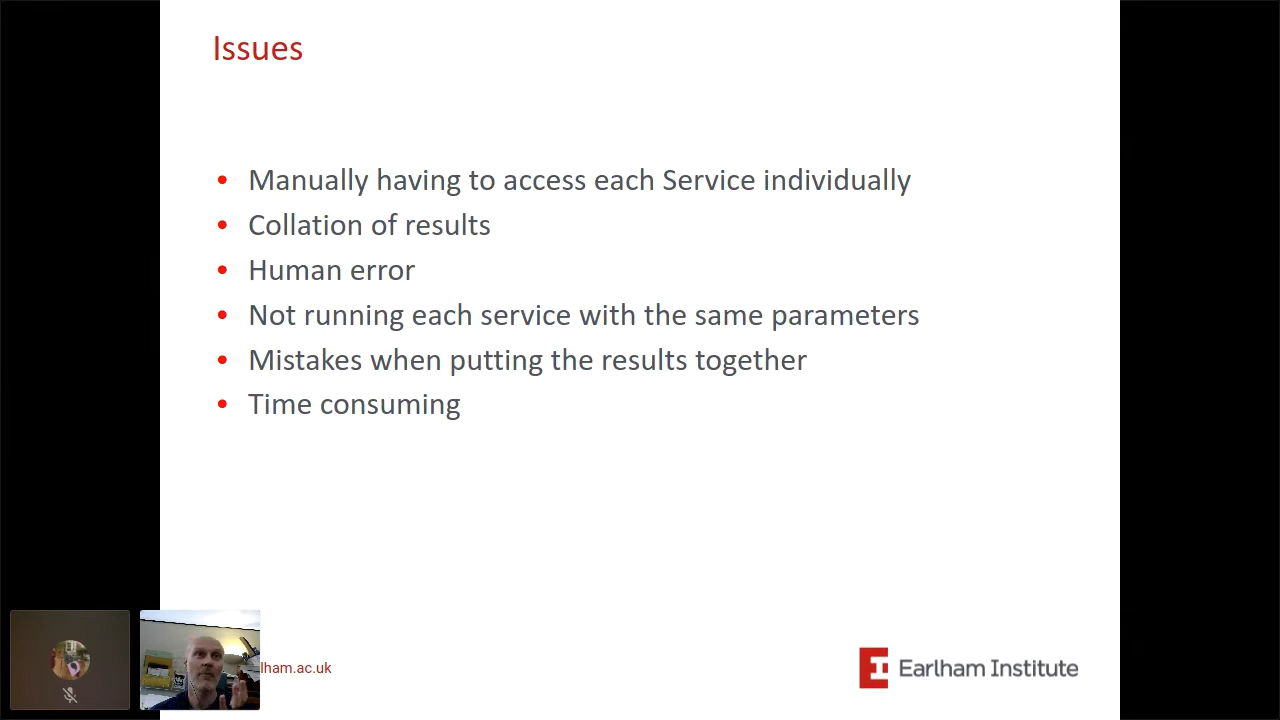 Issues
• Manually having to access each Service individually
• Collation of results
• Human error
• Not running each service with the same parameters
• Mistakes when putting the results together
• Time consuming
lham.ac.uk
Earlham Institute